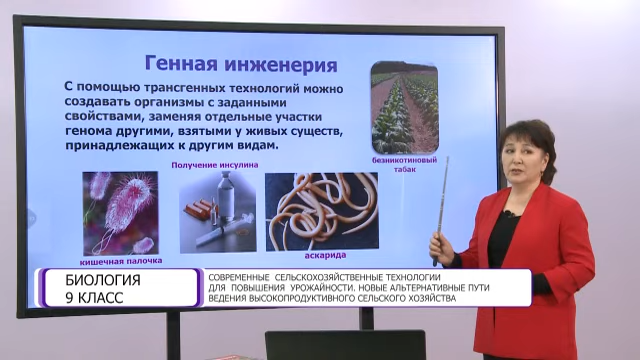 Генная инженерия
С помощью трансгенных технологий можно
создавать организмы с заданными
свойствами, заменяя отдельные участки
генома другими, взятыми у живых существ,
принадлежащих к другим видам.
безникотиновый
табак
Получение инсулина
кишечная палочка
аскарида
БИОЛОГИЯ
9 КЛАСС
СОВРЕМЕННЫЕ СЕЛЬСКОХОЗЯЙСТВЕННЫЕ ТЕХНОЛОГИИ
ДЛЯ ПОВЫШЕНИЯ УРОЖАЙНОСТИ. НОВЫЕ АЛЬТЕРНАТИВНЫЕ ПУТИ
ВЕДЕНИЯ ВЫСОКОПРОДУКТИВНОГО СЕЛЬСКОГО ХОЗЯЙСТВА